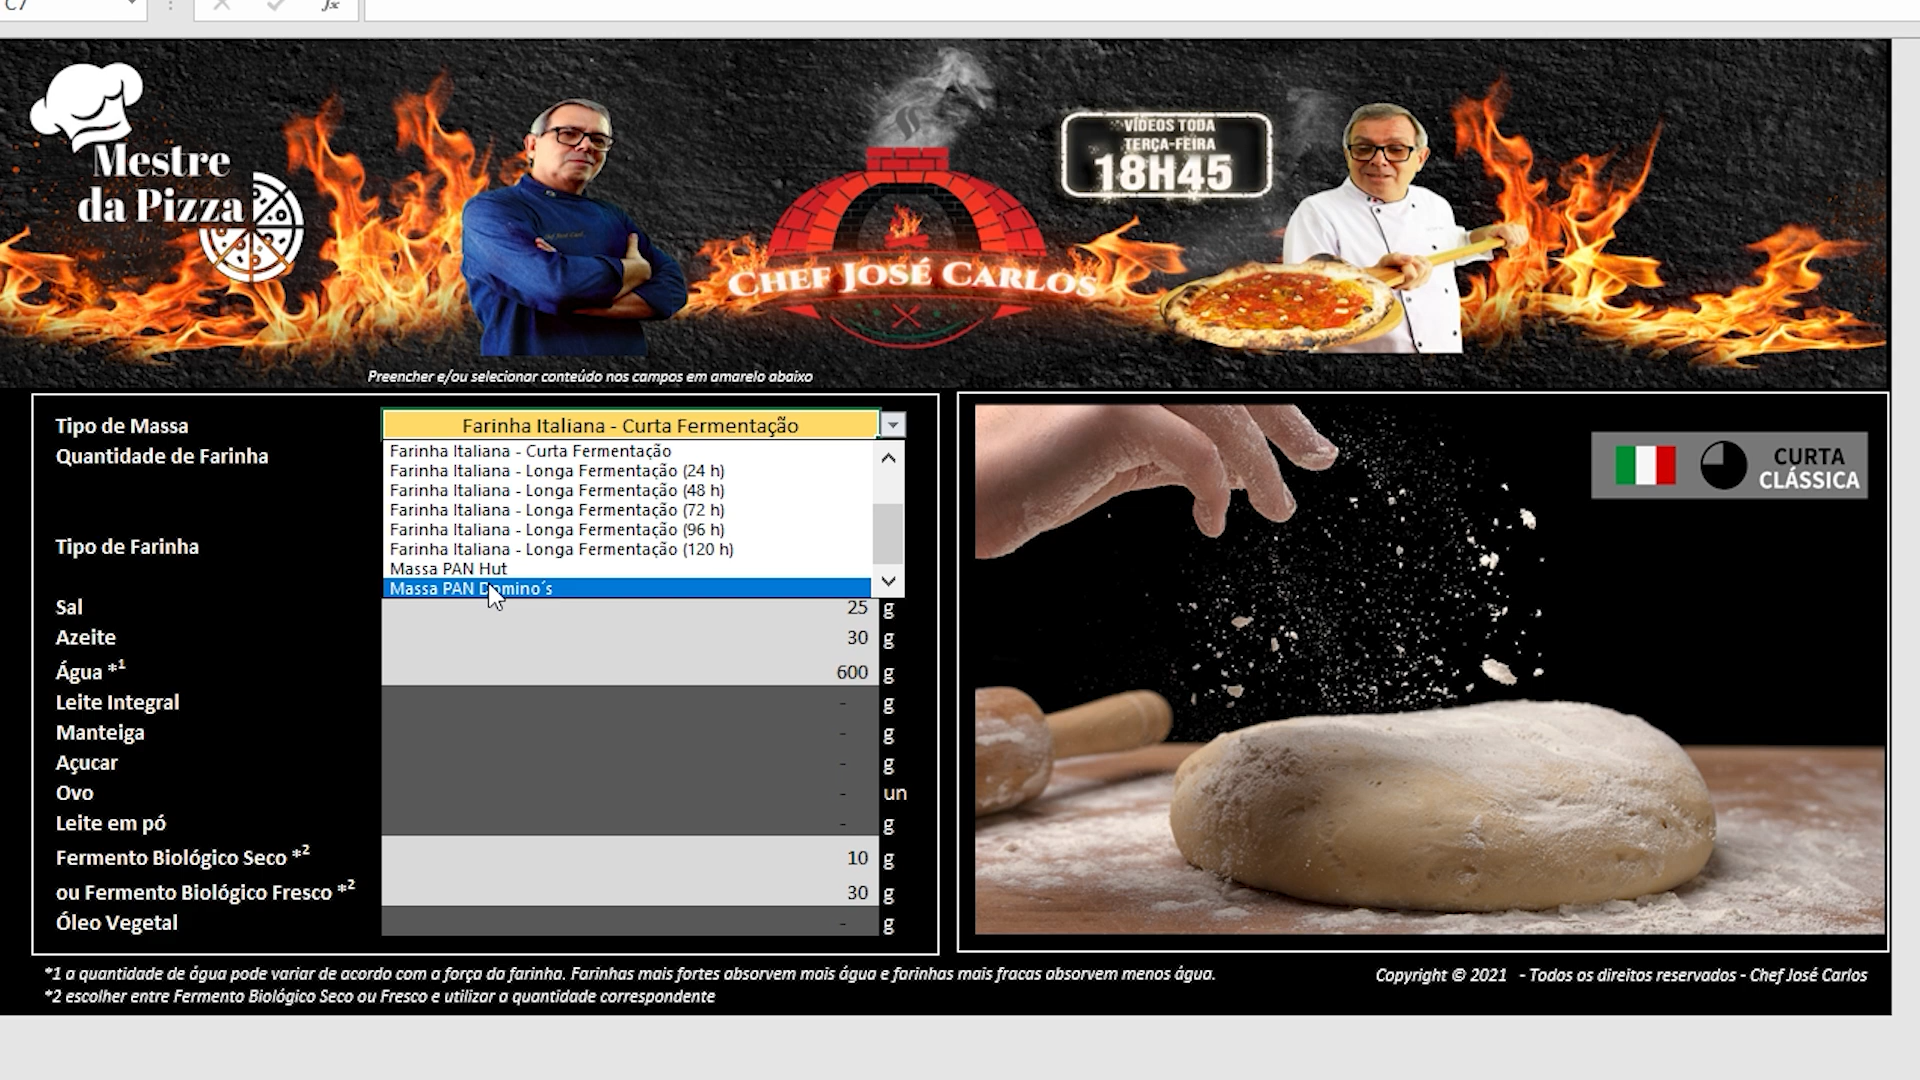 C7
fx
Mestre
da Pizza
CHEF JOSÉ CARLOS
VÍDEOS TODA
TERÇA-FEIRA
18H45
Preencher e/ou selecionar conteúdo nos campos em amarelo abaixo
Tipo de Massa Farinha Italiana - Curta Fermentação
Farinha Italiana - Curta Fermentação
Farinha Italiana - Longa Fermentação (24 h)
Farinha Italiana - Longa Fermentação (48 h)
Farinha Italiana - Longa Fermentação (72 h)
Farinha Italiana - Longa Fermentação (96 h)
Farinha Italiana - Longa Fermentação (120 h)
Massa PAN Hut
Massa PAN Domino´s
Quantidade de Farinha
Tipo de Farinha
Sal 25 g
Azeite 30 g
Água *1 600 g
Leite Integral - g
Manteiga - g
Açucar - g
Ovo - un
Leite em pó - g
Fermento Biológico Seco *2 10 g
ou Fermento Biológico Fresco *2 30 g
Óleo Vegetal - g
CURTA
CLÁSSICA
*1 a quantidade de água pode variar de acordo com a força da farinha. Farinhas mais fortes absorvem mais água e farinhas mais fracas absorvem menos água.
*2 escolher entre Fermento Biológico Seco ou Fresco e utilizar a quantidade correspondente
Copyright © 2021 - Todos os direitos reservados - Chef José Carlos